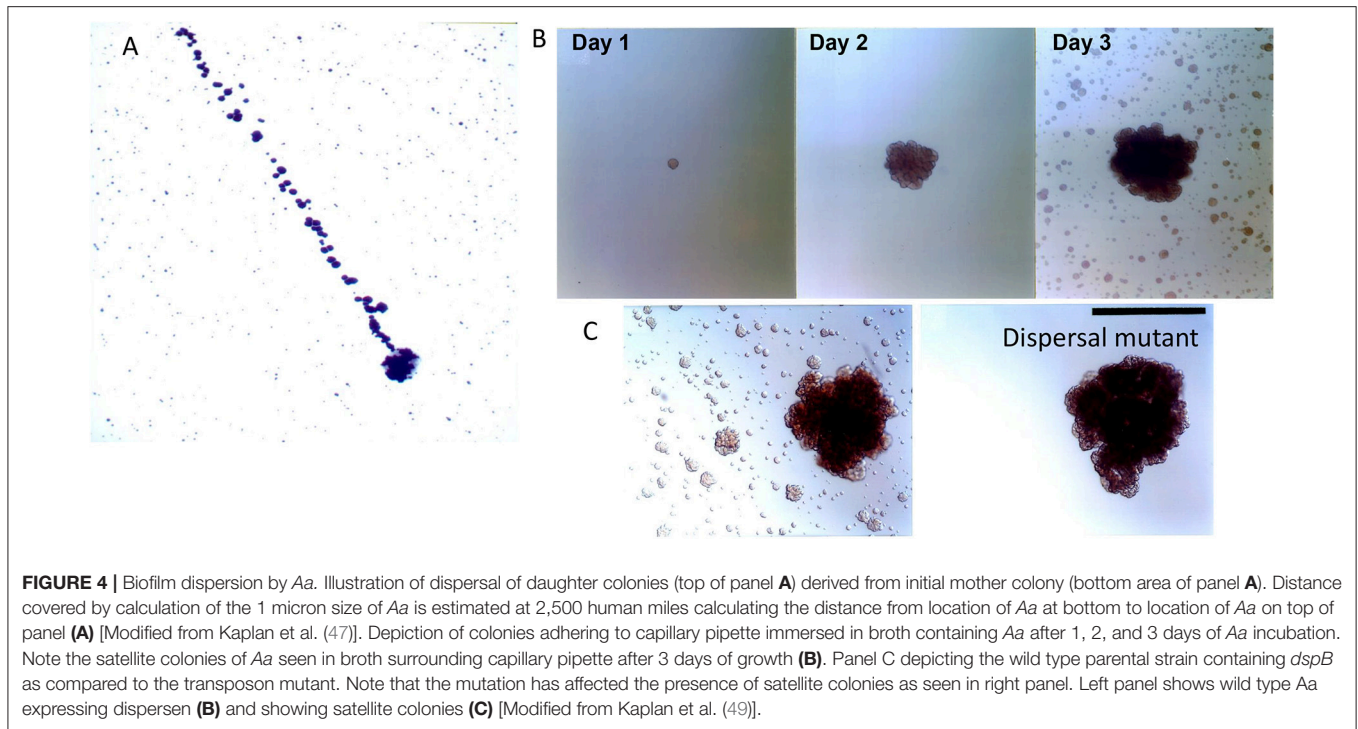 A
B
Day 1
Day 2
Day 3
C
Dispersal mutant
FIGURE 4 | Biofilm dispersion by Aa. Illustration of dispersal of daughter colonies (top of panel A) derived from initial mother colony (bottom area of panel A). Distance
covered by calculation of the 1 micron size of Aa is estimated at 2,500 human miles calculating the distance from location of Aa at bottom to location of Aa on top of
panel (A) [Modified from Kaplan et al. (47)]. Depiction of colonies adhering to capillary pipette immersed in broth containing Aa after 1, 2, and 3 days of Aa incubation.
Note the satellite colonies of Aa seen in broth surrounding capillary pipette after 3 days of growth (B). Panel C depicting the wild type parental strain containing dspB
as compared to the transposon mutant. Note that the mutation has affected the presence of satellite colonies as seen in right panel. Left panel shows wild type Aa
expressing dispersen (B) and showing satellite colonies (C) [Modified from Kaplan et al. (49)].